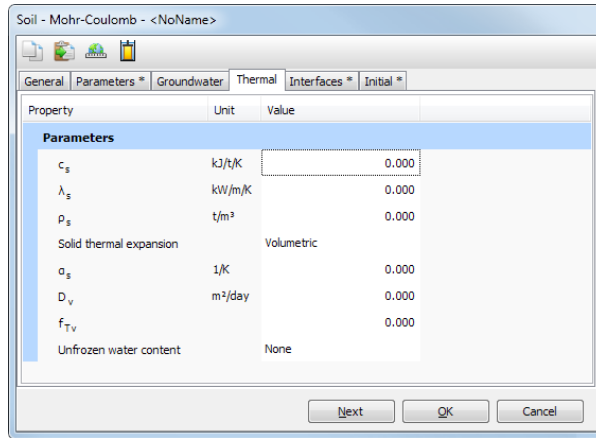 Soil - Mohr-Coulomb - <NoName>
General Parameters * Groundwater Thermal Interfaces * Initial *
Property Unit Value
Parameters
cₛ kJ/t/K 0.000
λₛ kW/m/K 0.000
ρₛ t/m³ 0.000
Solid thermal expansion Volumetric
αₛ 1/K 0.000
Dᵥ m²/day 0.000
f_Tv 0.000
Unfrozen water content None
Next OK Cancel